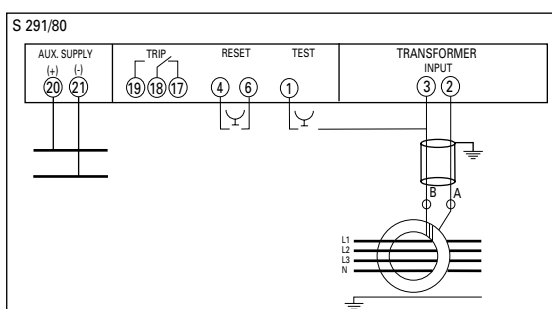 S 291/80
AUX. SUPPLY TRIP RESET TEST TRANSFORMER
INPUT
(+) (-)
20 21 19 18 17 4 6 1 3 2
B A
L1
L2
L3
N